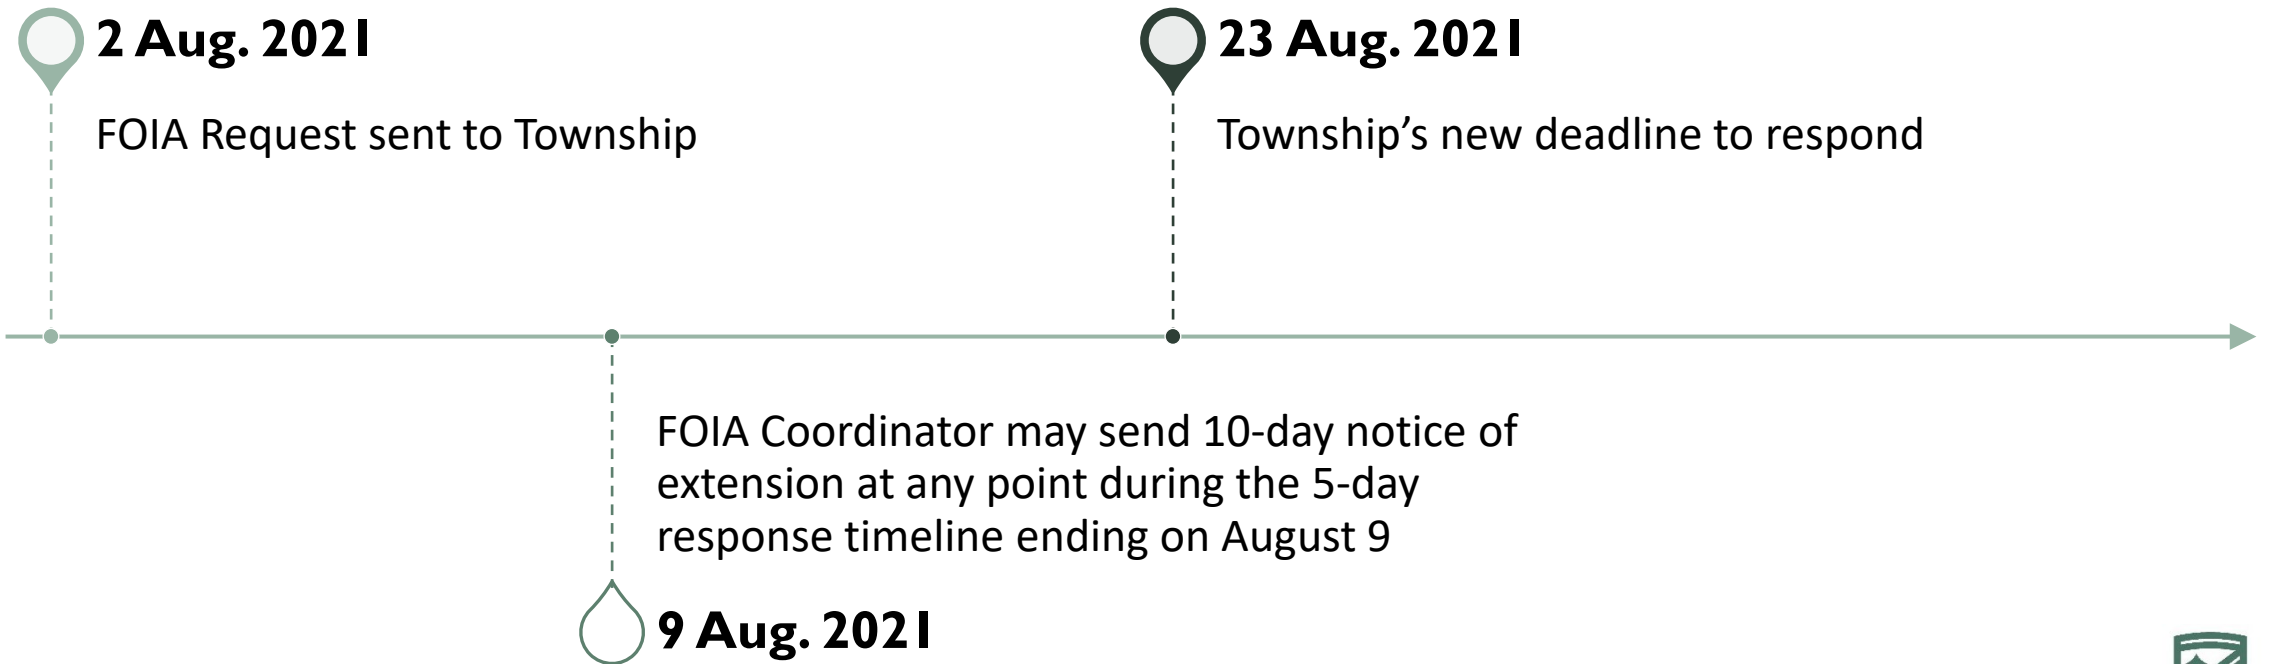 2 Aug. 2021
FOIA Request sent to Township
23 Aug. 2021
Township’s new deadline to respond
FOIA Coordinator may send 10-day notice of
extension at any point during the 5-day
response timeline ending on August 9
9 Aug. 2021